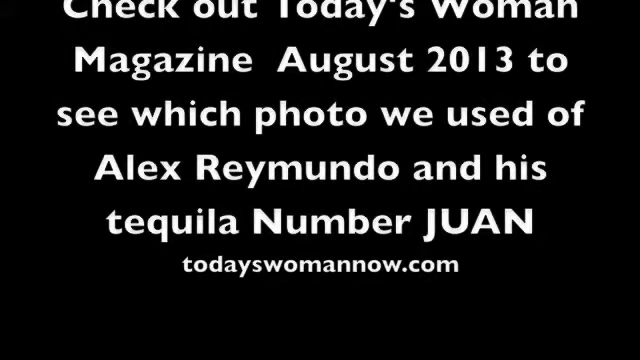 Check out Today's Woman
Magazine August 2013 to
see which photo we used of
Alex Reymundo and his
tequila Number JUAN
todayswomannow.com